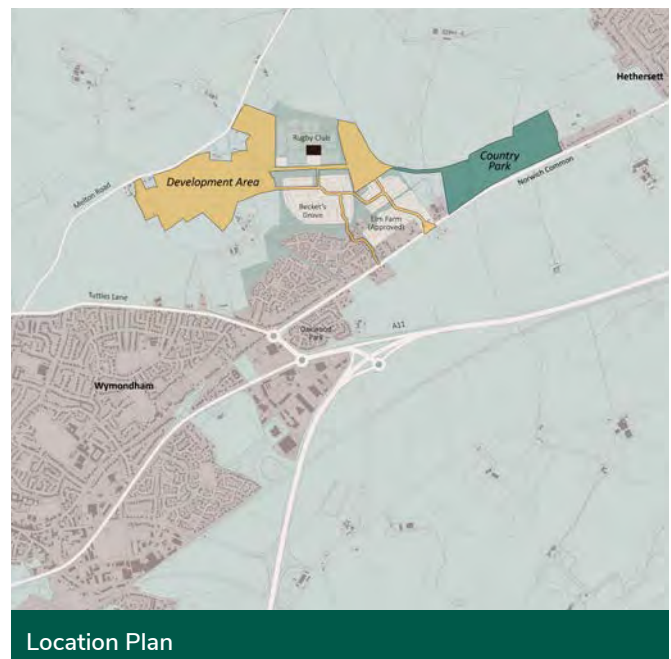 Hethersett
Rugby Club
Country
Park
Development Area
Norwich Common
Melton Road
Becket's
Grove
Elm Farm
(Approved)
Tuttles Lane
Oakwood
Park
A11
Wymondham
Location Plan